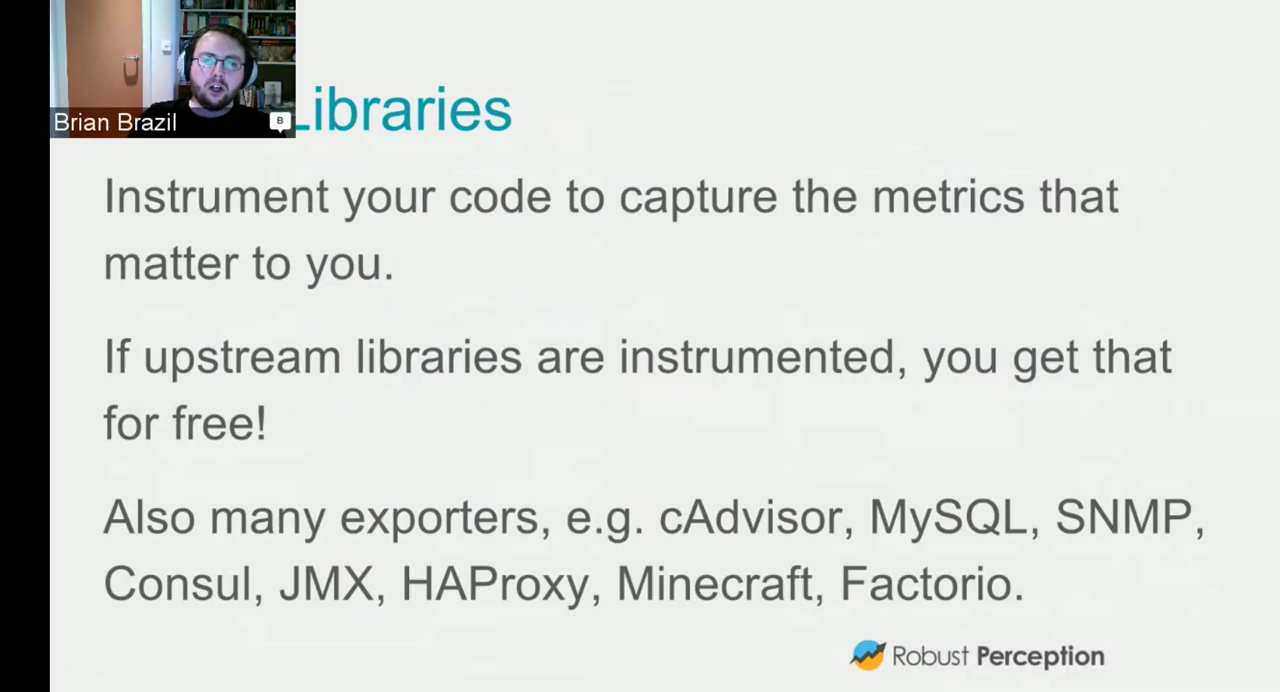 Brian Brazil
B
Libraries
Instrument your code to capture the metrics that
matter to you.
If upstream libraries are instrumented, you get that
for free!
Also many exporters, e.g. cAdvisor, MySQL, SNMP,
Consul, JMX, HAProxy, Minecraft, Factorio.
Robust Perception